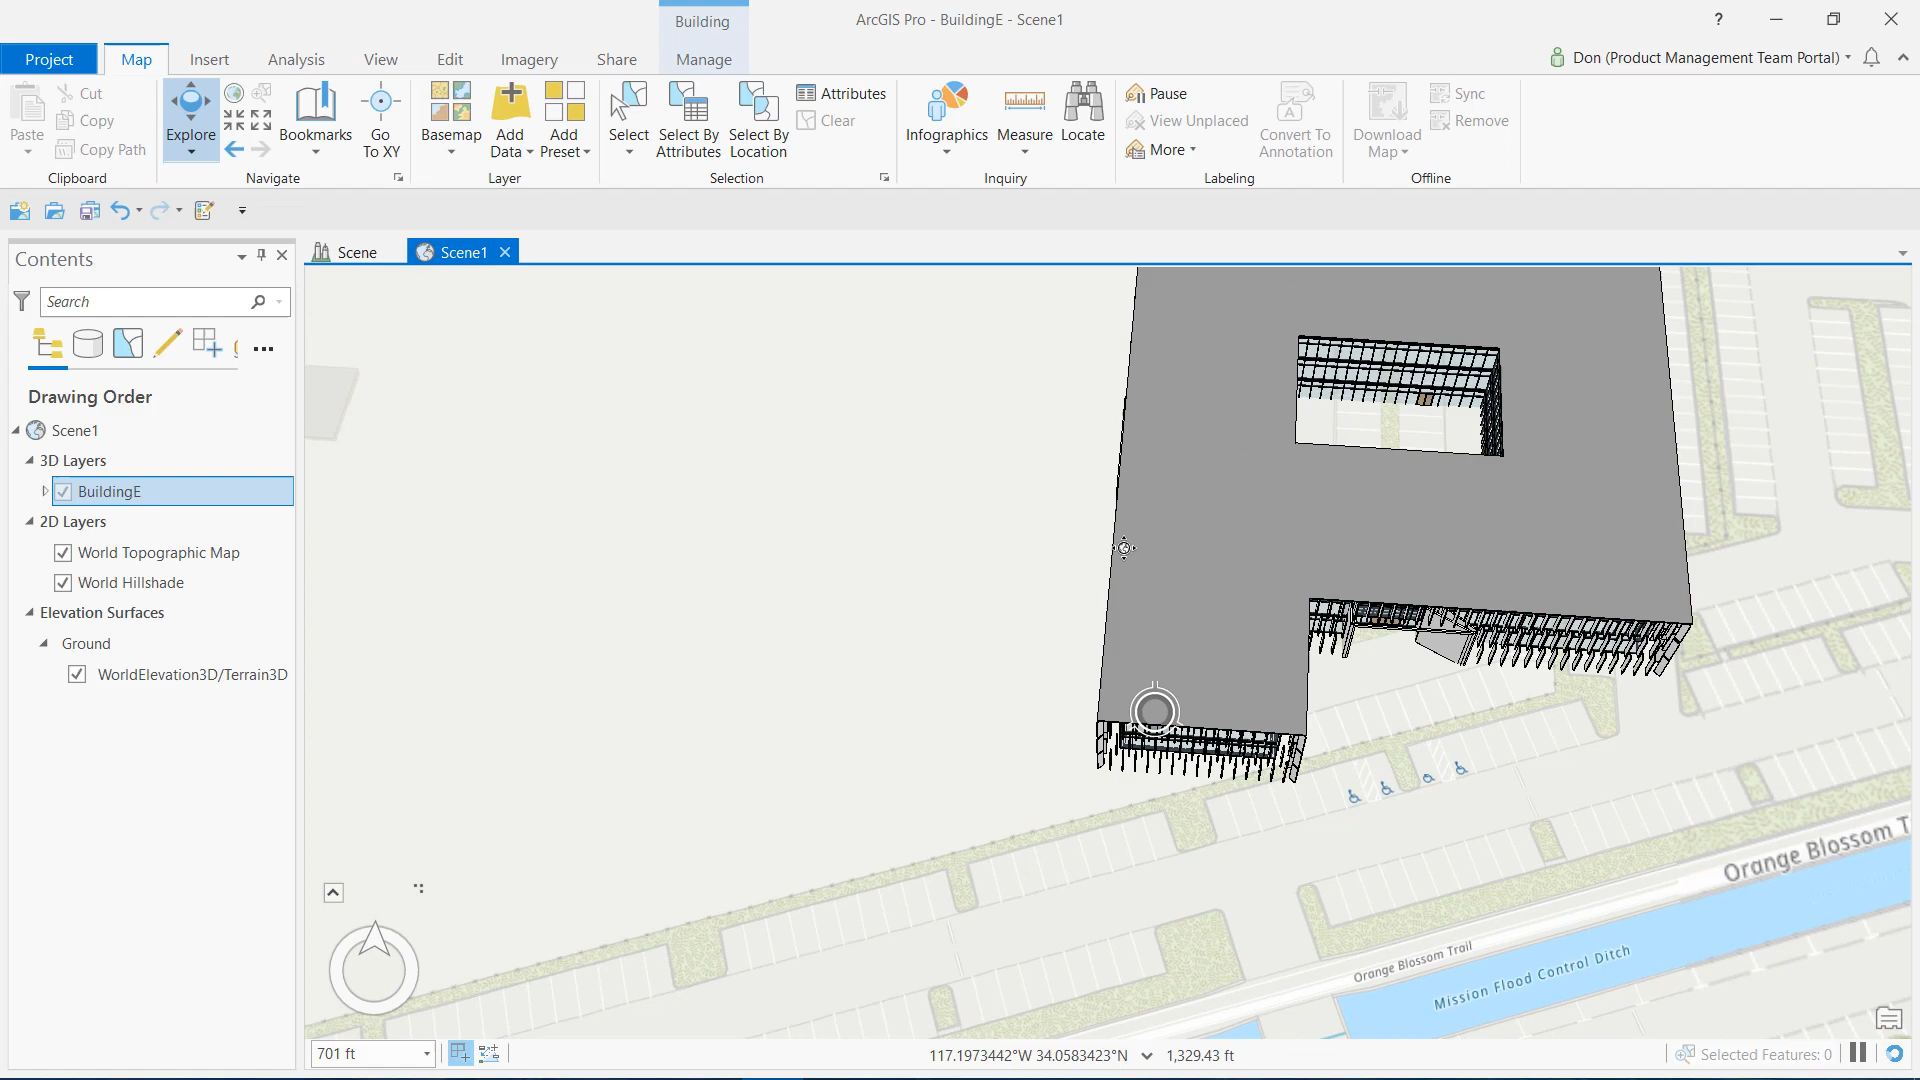 Building
ArcGIS Pro - BuildingE - Scene1
?
Project
Map
Insert
Analysis
View
Edit
Imagery
Share
Manage
Don (Product Management Team Portal)
Paste
Cut
Copy
Copy Path
Clipboard
Explore
Bookmarks
Go
To XY
Navigate
Basemap
Add
Data
Add
Preset
Layer
Select
Select By
Attributes
Select By
Location
Attributes
Clear
Selection
Infographics
Measure
Locate
Inquiry
Pause
View Unplaced
More
Convert To
Annotation
Labeling
Download
Map
Sync
Remove
Offline
Contents
Search
Drawing Order
Scene1
3D Layers
BuildingE
2D Layers
World Topographic Map
World Hillshade
Elevation Surfaces
Ground
WorldElevation3D/Terrain3D
Scene
Scene1
Orange Blossom T
Orange Blossom Trail
Mission Flood Control Ditch
701 ft
117.1973442°W 34.0583423°N
1,329.43 ft
Selected Features: 0